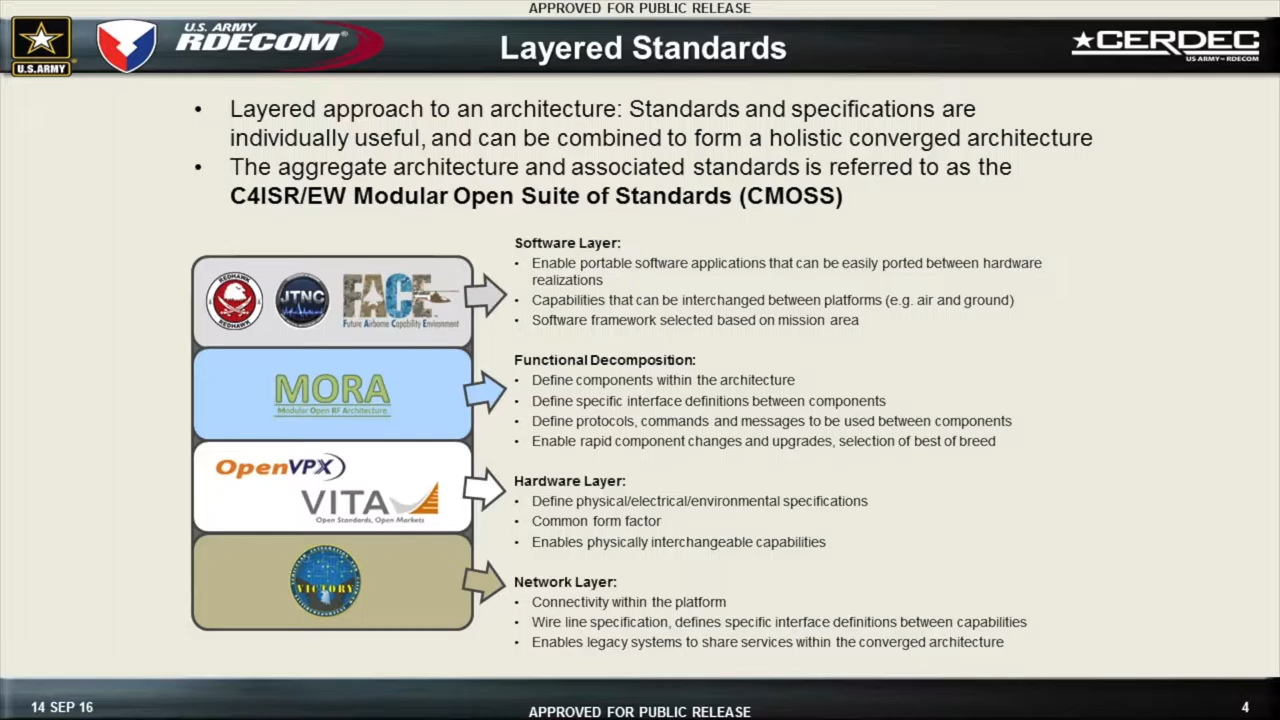 APPROVED FOR PUBLIC RELEASE
U.S. ARMY
U.S. ARMY
RDECOM®
Layered Standards
CERDEC
US ARMY – RDECOM
• Layered approach to an architecture: Standards and specifications are
individually useful, and can be combined to form a holistic converged architecture
• The aggregate architecture and associated standards is referred to as the
C4ISR/EW Modular Open Suite of Standards (CMOSS)
REDHAWK
REDHAWK
JTNC
FACE™
Future Airborne Capability Environment
Software Layer:
• Enable portable software applications that can be easily ported between hardware
realizations
• Capabilities that can be interchanged between platforms (e.g. air and ground)
• Software framework selected based on mission area
MORA
Modular Open RF Architecture
Functional Decomposition:
• Define components within the architecture
• Define specific interface definitions between components
• Define protocols, commands and messages to be used between components
• Enable rapid component changes and upgrades, selection of best of breed
OpenVPX
VITA
Open Standards, Open Markets
Hardware Layer:
• Define physical/electrical/environmental specifications
• Common form factor
• Enables physically interchangeable capabilities
VICTORY
Network Layer:
• Connectivity within the platform
• Wire line specification, defines specific interface definitions between capabilities
• Enables legacy systems to share services within the converged architecture
14 SEP 16
APPROVED FOR PUBLIC RELEASE
4